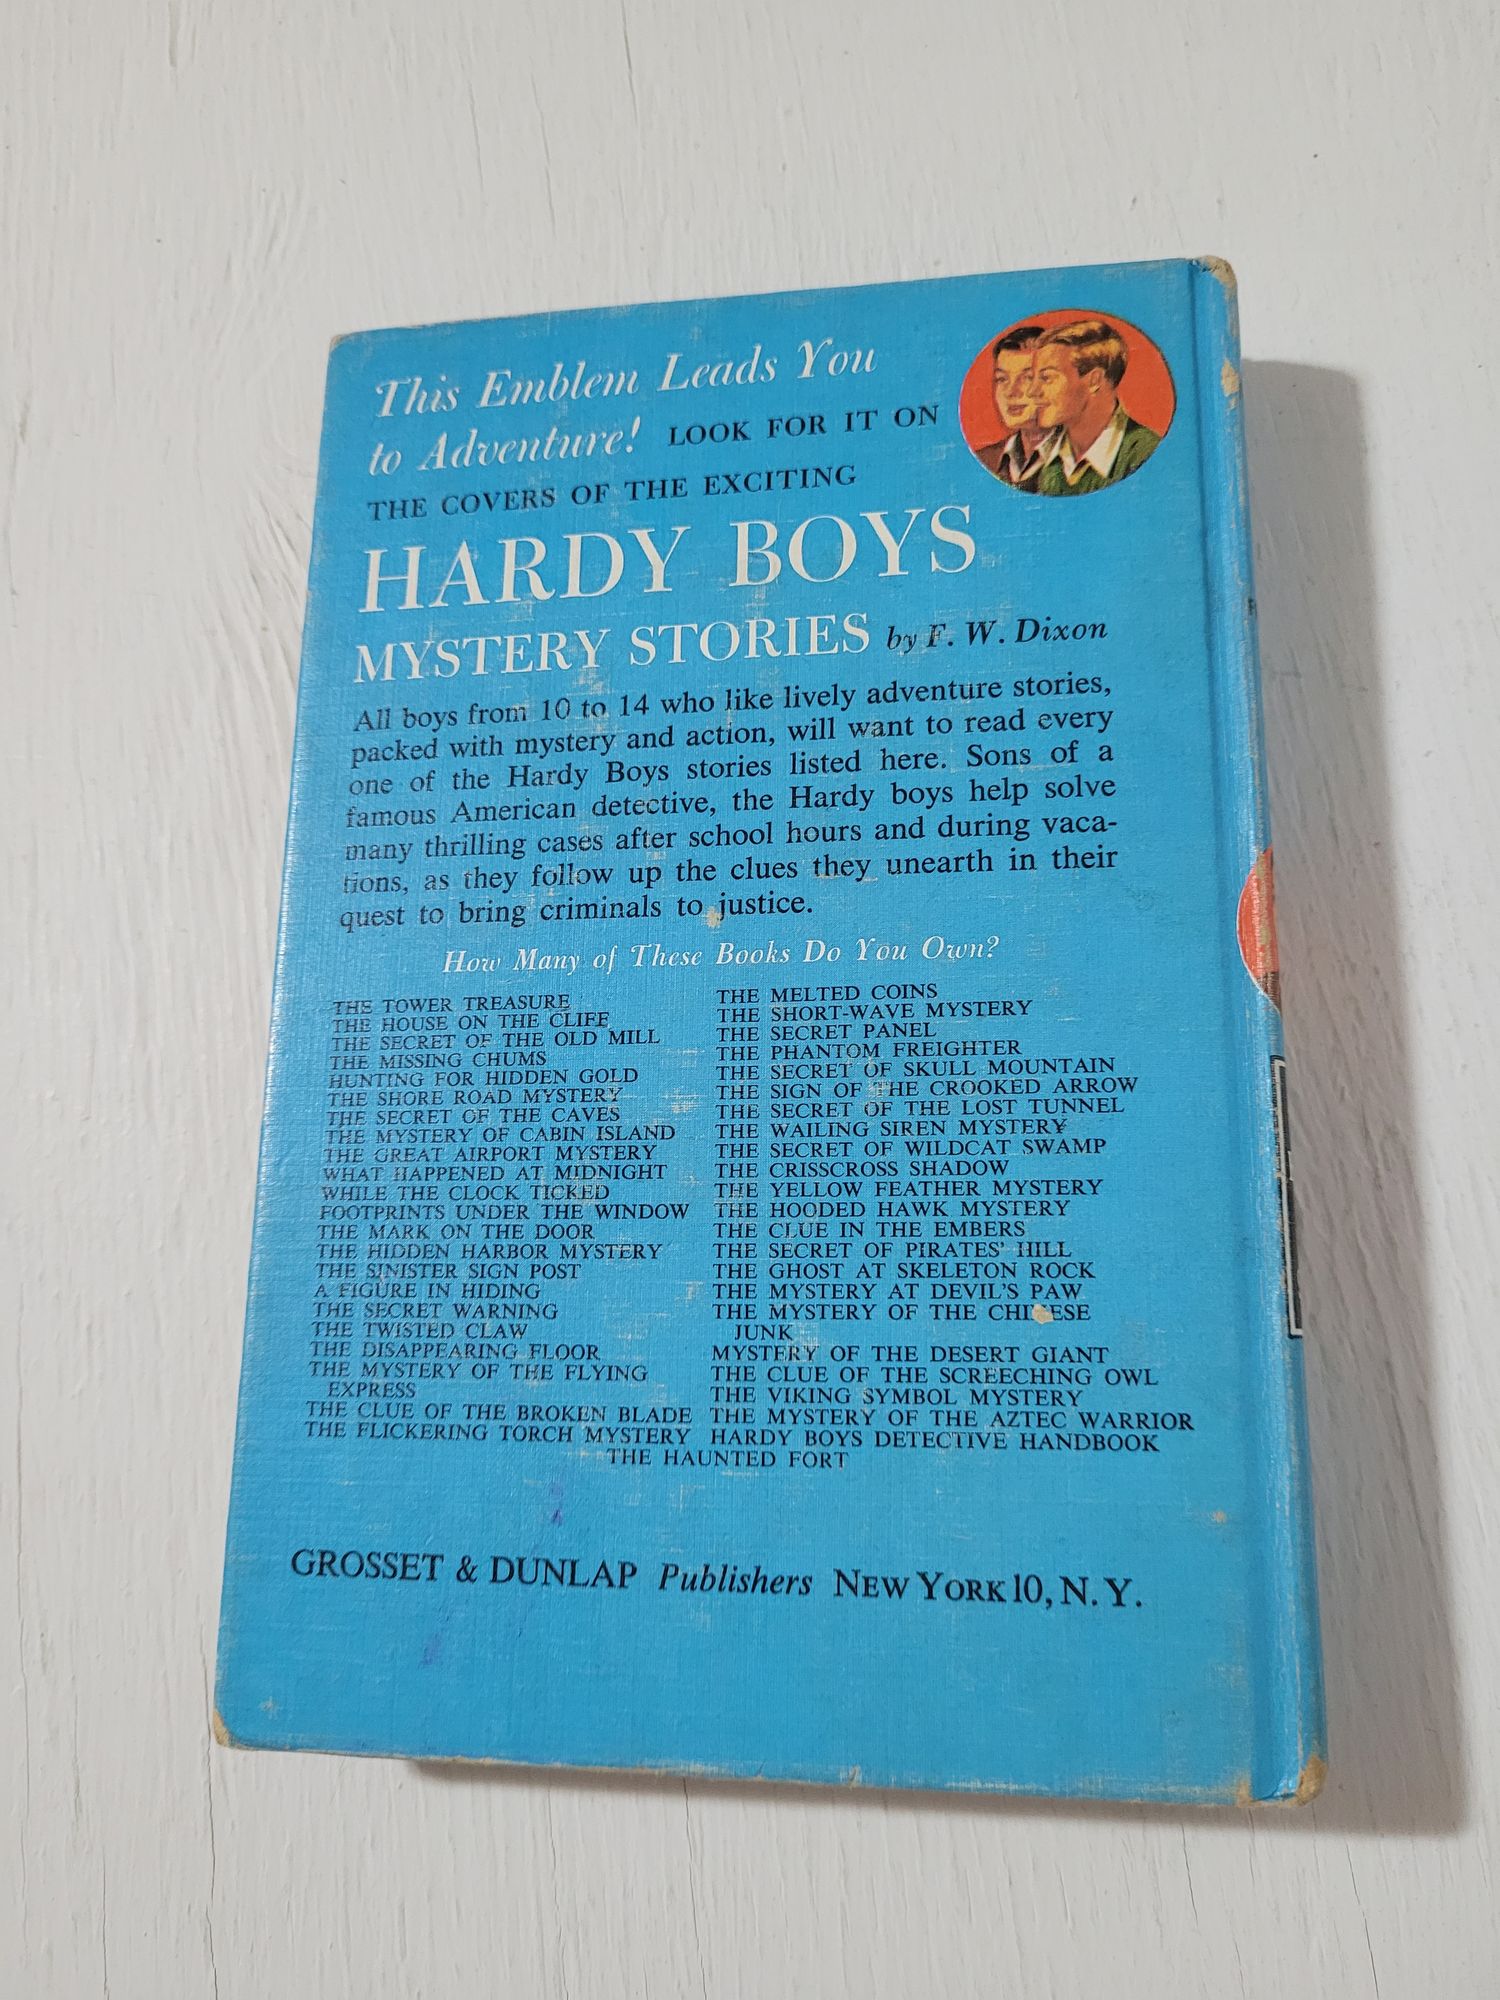 This Emblem Leads You
to Adventure! LOOK FOR IT ON
THE COVERS OF THE EXCITING
HARDY BOYS
MYSTERY STORIES by F. W. Dixon
All boys from 10 to 14 who like lively adventure stories,
packed with mystery and action, will want to read every
one of the Hardy Boys stories listed here. Sons of a
famous American detective, the Hardy boys help solve
many thrilling cases after school hours and during vaca-
tions, as they follow up the clues they unearth in their
quest to bring criminals to justice.
How Many of These Books Do You Own?
THE TOWER TREASURE
THE HOUSE ON THE CLIFF
THE SECRET OF THE OLD MILL
THE MISSING CHUMS
HUNTING FOR HIDDEN GOLD
THE SHORE ROAD MYSTERY
THE SECRET OF THE CAVES
THE MYSTERY OF CABIN ISLAND
THE GREAT AIRPORT MYSTERY
WHAT HAPPENED AT MIDNIGHT
WHILE THE CLOCK TICKED
FOOTPRINTS UNDER THE WINDOW
THE MARK ON THE DOOR
THE HIDDEN HARBOR MYSTERY
THE SINISTER SIGN POST
A FIGURE IN HIDING
THE SECRET WARNING
THE TWISTED CLAW
THE DISAPPEARING FLOOR
THE MYSTERY OF THE FLYING
EXPRESS
THE CLUE OF THE BROKEN BLADE
THE FLICKERING TORCH MYSTERY
THE MELTED COINS
THE SHORT-WAVE MYSTERY
THE SECRET PANEL
THE PHANTOM FREIGHTER
THE SECRET OF SKULL MOUNTAIN
THE SIGN OF THE CROOKED ARROW
THE SECRET OF THE LOST TUNNEL
THE WAILING SIREN MYSTERY
THE SECRET OF WILDCAT SWAMP
THE CRISSCROSS SHADOW
THE YELLOW FEATHER MYSTERY
THE HOODED HAWK MYSTERY
THE CLUE IN THE EMBERS
THE SECRET OF PIRATES' HILL
THE GHOST AT SKELETON ROCK
THE MYSTERY AT DEVIL'S PAW
THE MYSTERY OF THE CHINESE
JUNK
MYSTERY OF THE DESERT GIANT
THE CLUE OF THE SCREECHING OWL
THE VIKING SYMBOL MYSTERY
THE MYSTERY OF THE AZTEC WARRIOR
HARDY BOYS DETECTIVE HANDBOOK
THE HAUNTED FORT
GROSSET & DUNLAP Publishers NEW YORK 10, N. Y.